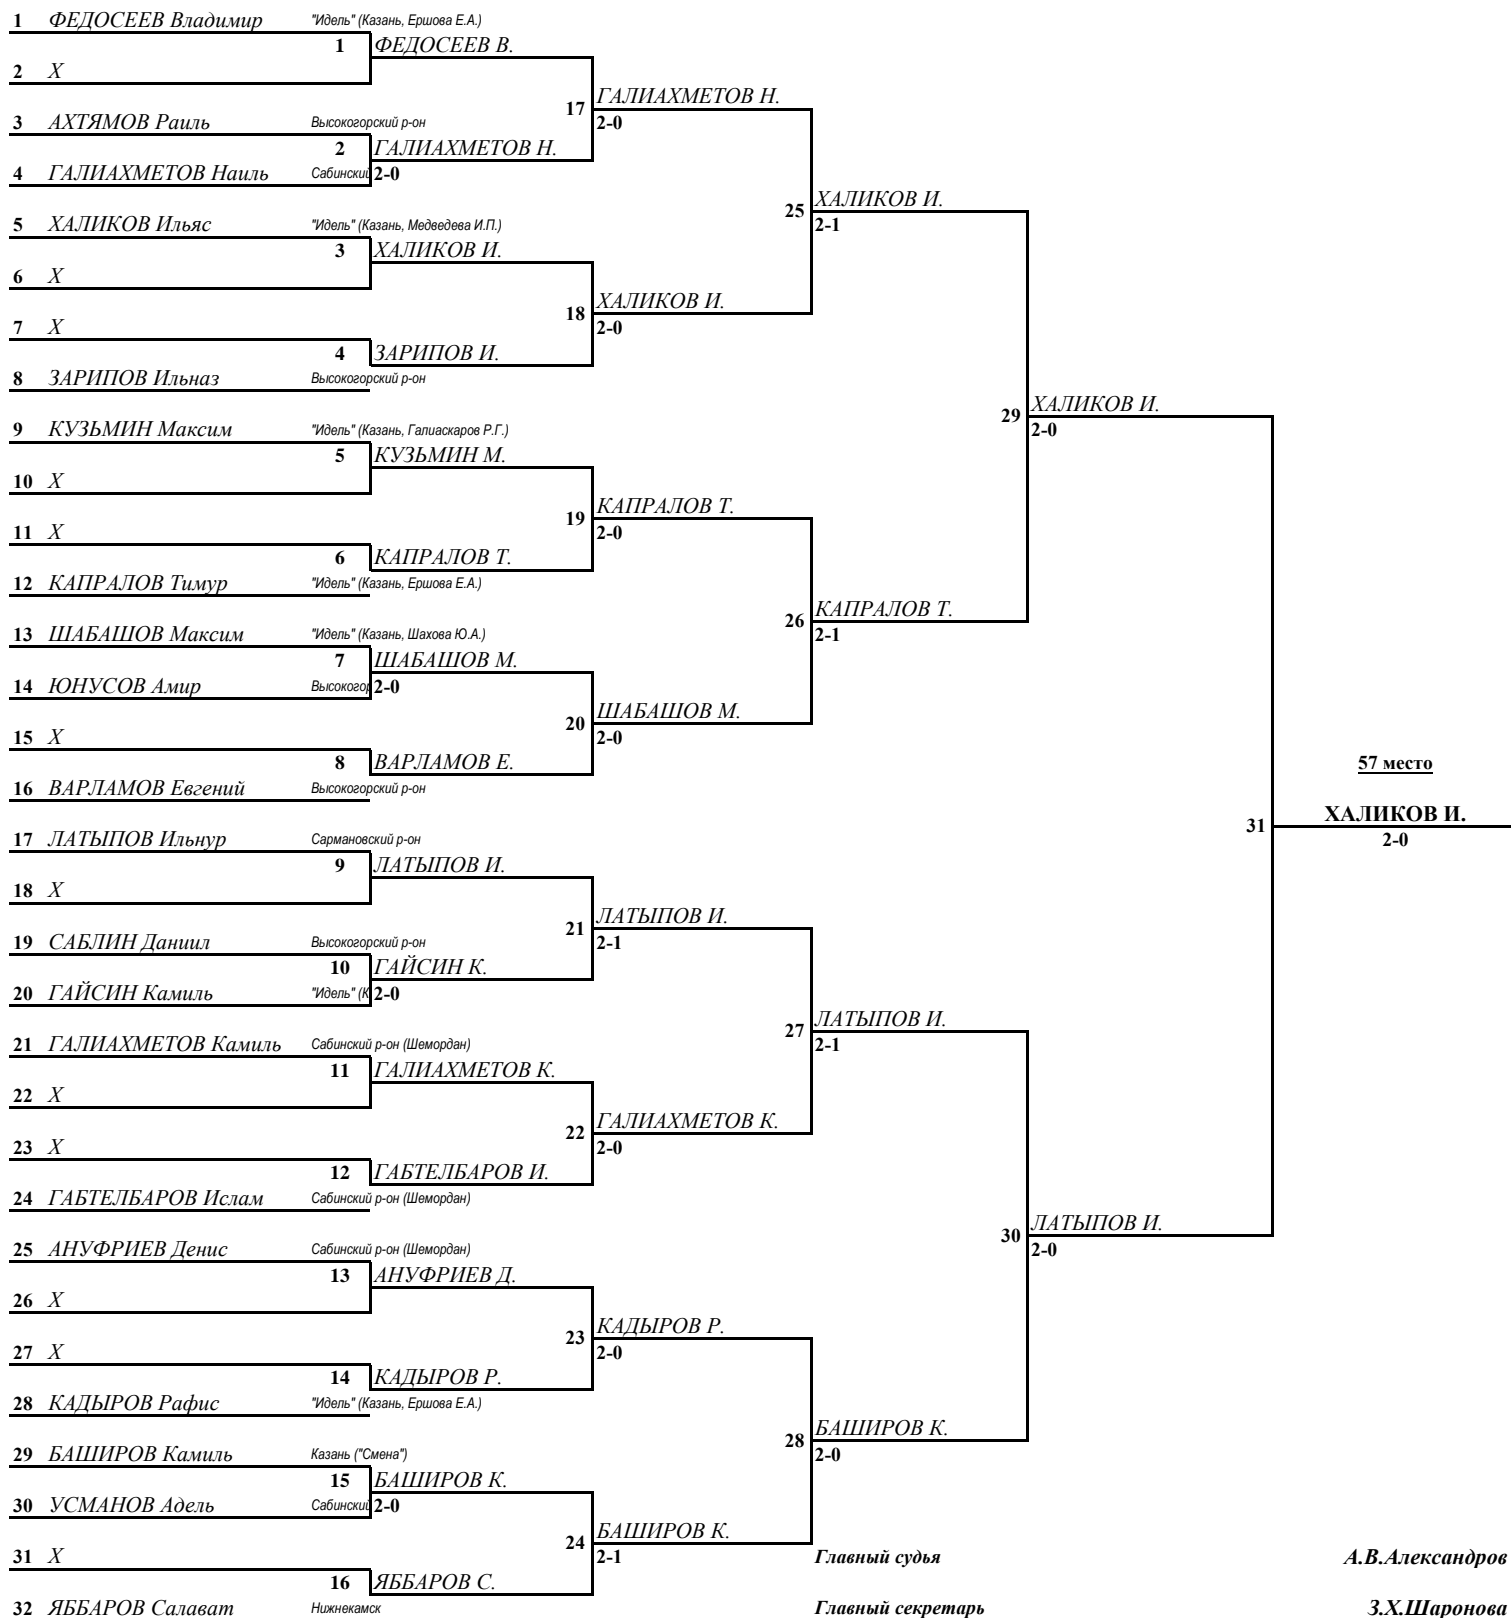 1 ФЕДОСЕЕВ Владимир "Идель" (Казань, Ершова Е.А.)
1 ФЕДОСЕЕВ В.
2 X
17 ГАЛИАХМЕТОВ Н.
2-0
3 АХТЯМОВ Раиль Высокогорский р-он
2 ГАЛИАХМЕТОВ Н.
4 ГАЛИАХМЕТОВ Наиль Сабинский 2-0
25 ХАЛИКОВ И.
2-1
5 ХАЛИКОВ Ильяс "Идель" (Казань, Медведева И.П.)
3 ХАЛИКОВ И.
6 X
18 ХАЛИКОВ И.
2-0
7 X
4 ЗАРИПОВ И.
8 ЗАРИПОВ Ильназ Высокогорский р-он
29 ХАЛИКОВ И.
2-0
9 КУЗЬМИН Максим "Идель" (Казань, Галиаскаров Р.Г.)
5 КУЗЬМИН М.
10 X
19 КАПРАЛОВ Т.
2-0
11 X
6 КАПРАЛОВ Т.
12 КАПРАЛОВ Тимур "Идель" (Казань, Ершова Е.А.)
26 КАПРАЛОВ Т.
2-1
13 ШАБАШОВ Максим "Идель" (Казань, Шахова Ю.А.)
7 ШАБАШОВ М.
14 ЮНУСОВ Амир Высокогор 2-0
20 ШАБАШОВ М.
2-0
15 X
8 ВАРЛАМОВ Е.
57 место
16 ВАРЛАМОВ Евгений Высокогорский р-он
31 ХАЛИКОВ И.
2-0
17 ЛАТЫПОВ Ильнур Сармановский р-он
9 ЛАТЫПОВ И.
18 X
21 ЛАТЫПОВ И.
2-1
19 САБЛИН Даниил Высокогорский р-он
10 ГАЙСИН К.
20 ГАЙСИН Камиль "Идель" (К 2-0
27 ЛАТЫПОВ И.
2-1
21 ГАЛИАХМЕТОВ Камиль Сабинский р-он (Шемордан)
11 ГАЛИАХМЕТОВ К.
22 X
22 ГАЛИАХМЕТОВ К.
2-0
23 X
12 ГАБТЕЛБАРОВ И.
24 ГАБТЕЛБАРОВ Ислам Сабинский р-он (Шемордан)
30 ЛАТЫПОВ И.
2-0
25 АНУФРИЕВ Денис Сабинский р-он (Шемордан)
13 АНУФРИЕВ Д.
26 X
23 КАДЫРОВ Р.
2-0
27 X
14 КАДЫРОВ Р.
28 КАДЫРОВ Рафис "Идель" (Казань, Ершова Е.А.)
28 БАШИРОВ К.
2-0
29 БАШИРОВ Камиль Казань ("Смена")
15 БАШИРОВ К.
30 УСМАНОВ Адель Сабинский 2-0
24 БАШИРОВ К.
2-1
31 X Главный судья А.В.Александров
16 ЯББАРОВ С.
32 ЯББАРОВ Салават Нижнекамск Главный секретарь З.Х.Шаронова